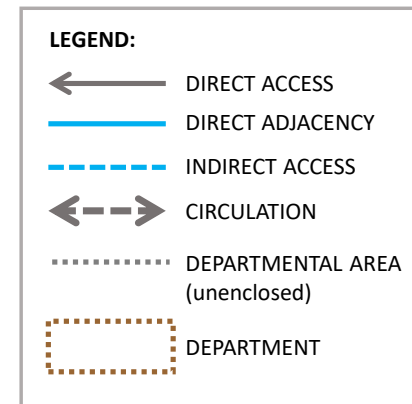 LEGEND:
DIRECT ACCESS
DIRECT ADJACENCY
INDIRECT ACCESS
CIRCULATION
DEPARTMENTAL AREA
(unenclosed)
DEPARTMENT